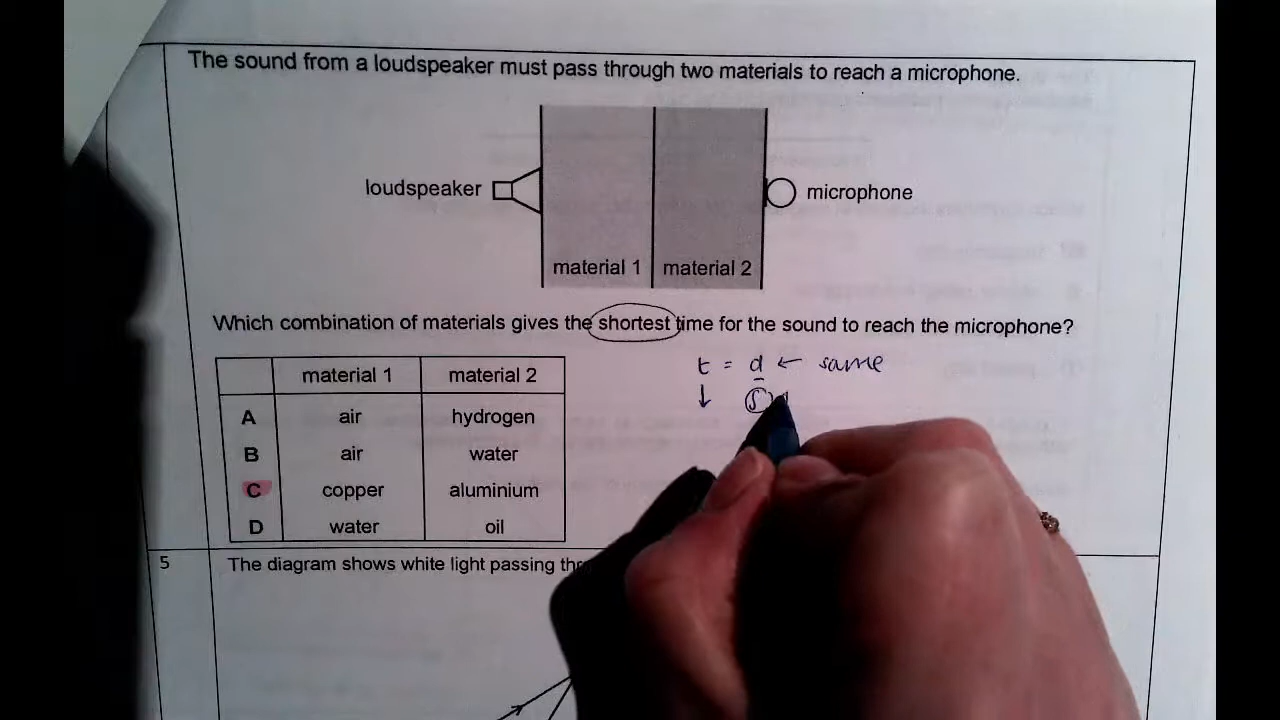 The sound from a loudspeaker must pass through two materials to reach a microphone.
loudspeaker
microphone
material 1 material 2
Which combination of materials gives the shortest time for the sound to reach the microphone?
t = d ← same
↓ S
material 1 material 2
A air hydrogen
B air water
C copper aluminium
D water oil
5 The diagram shows white light passing